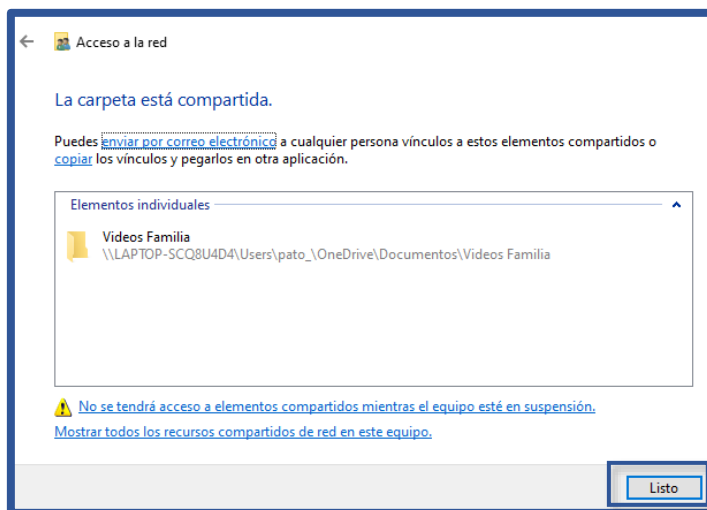 Acceso a la red
La carpeta está compartida.
Puedes enviar por correo electrónico a cualquier persona vínculos a estos elementos compartidos o
copiar los vínculos y pegarlos en otra aplicación.
Elementos individuales
Videos Familia
\\LAPTOP-SCQ8U4D4\Users\pato_\OneDrive\Documentos\Videos Familia
No se tendrá acceso a elementos compartidos mientras el equipo esté en suspensión.
Mostrar todos los recursos compartidos de red en este equipo.
Listo